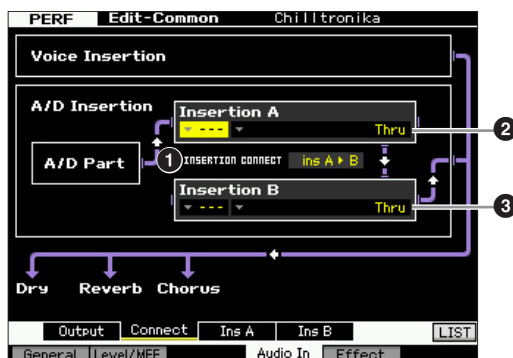 PERF Edit-Common Chilltronika
Voice Insertion
A/D Insertion
Insertion A
--- Thru
2
A/D Part
1 INSERTION CONNECT ins A ▸ B
Insertion B
--- Thru
3
Dry Reverb Chorus
Output Connect Ins A Ins B LIST
General Level/MEF Audio In Effect